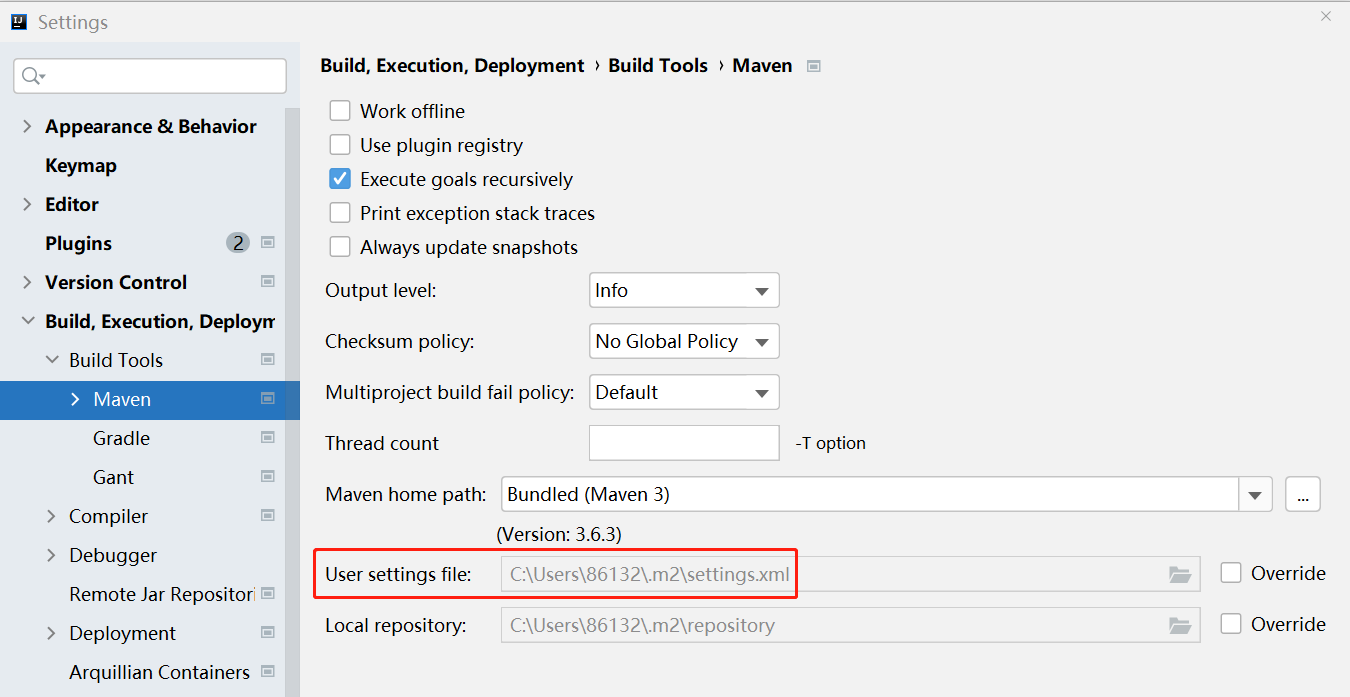 Settings
Build, Execution, Deployment › Build Tools › Maven
Appearance & Behavior
Keymap
Editor
Plugins 2
Version Control
Build, Execution, Deploym
Build Tools
Maven
Gradle
Gant
Compiler
Debugger
Remote Jar Repositori
Deployment
Arquillian Containers
Work offline
Use plugin registry
Execute goals recursively
Print exception stack traces
Always update snapshots
Output level: Info
Checksum policy: No Global Policy
Multiproject build fail policy: Default
Thread count -T option
Maven home path: Bundled (Maven 3) ...
(Version: 3.6.3)
User settings file: C:\Users\86132\.m2\settings.xml Override
Local repository: C:\Users\86132\.m2\repository Override